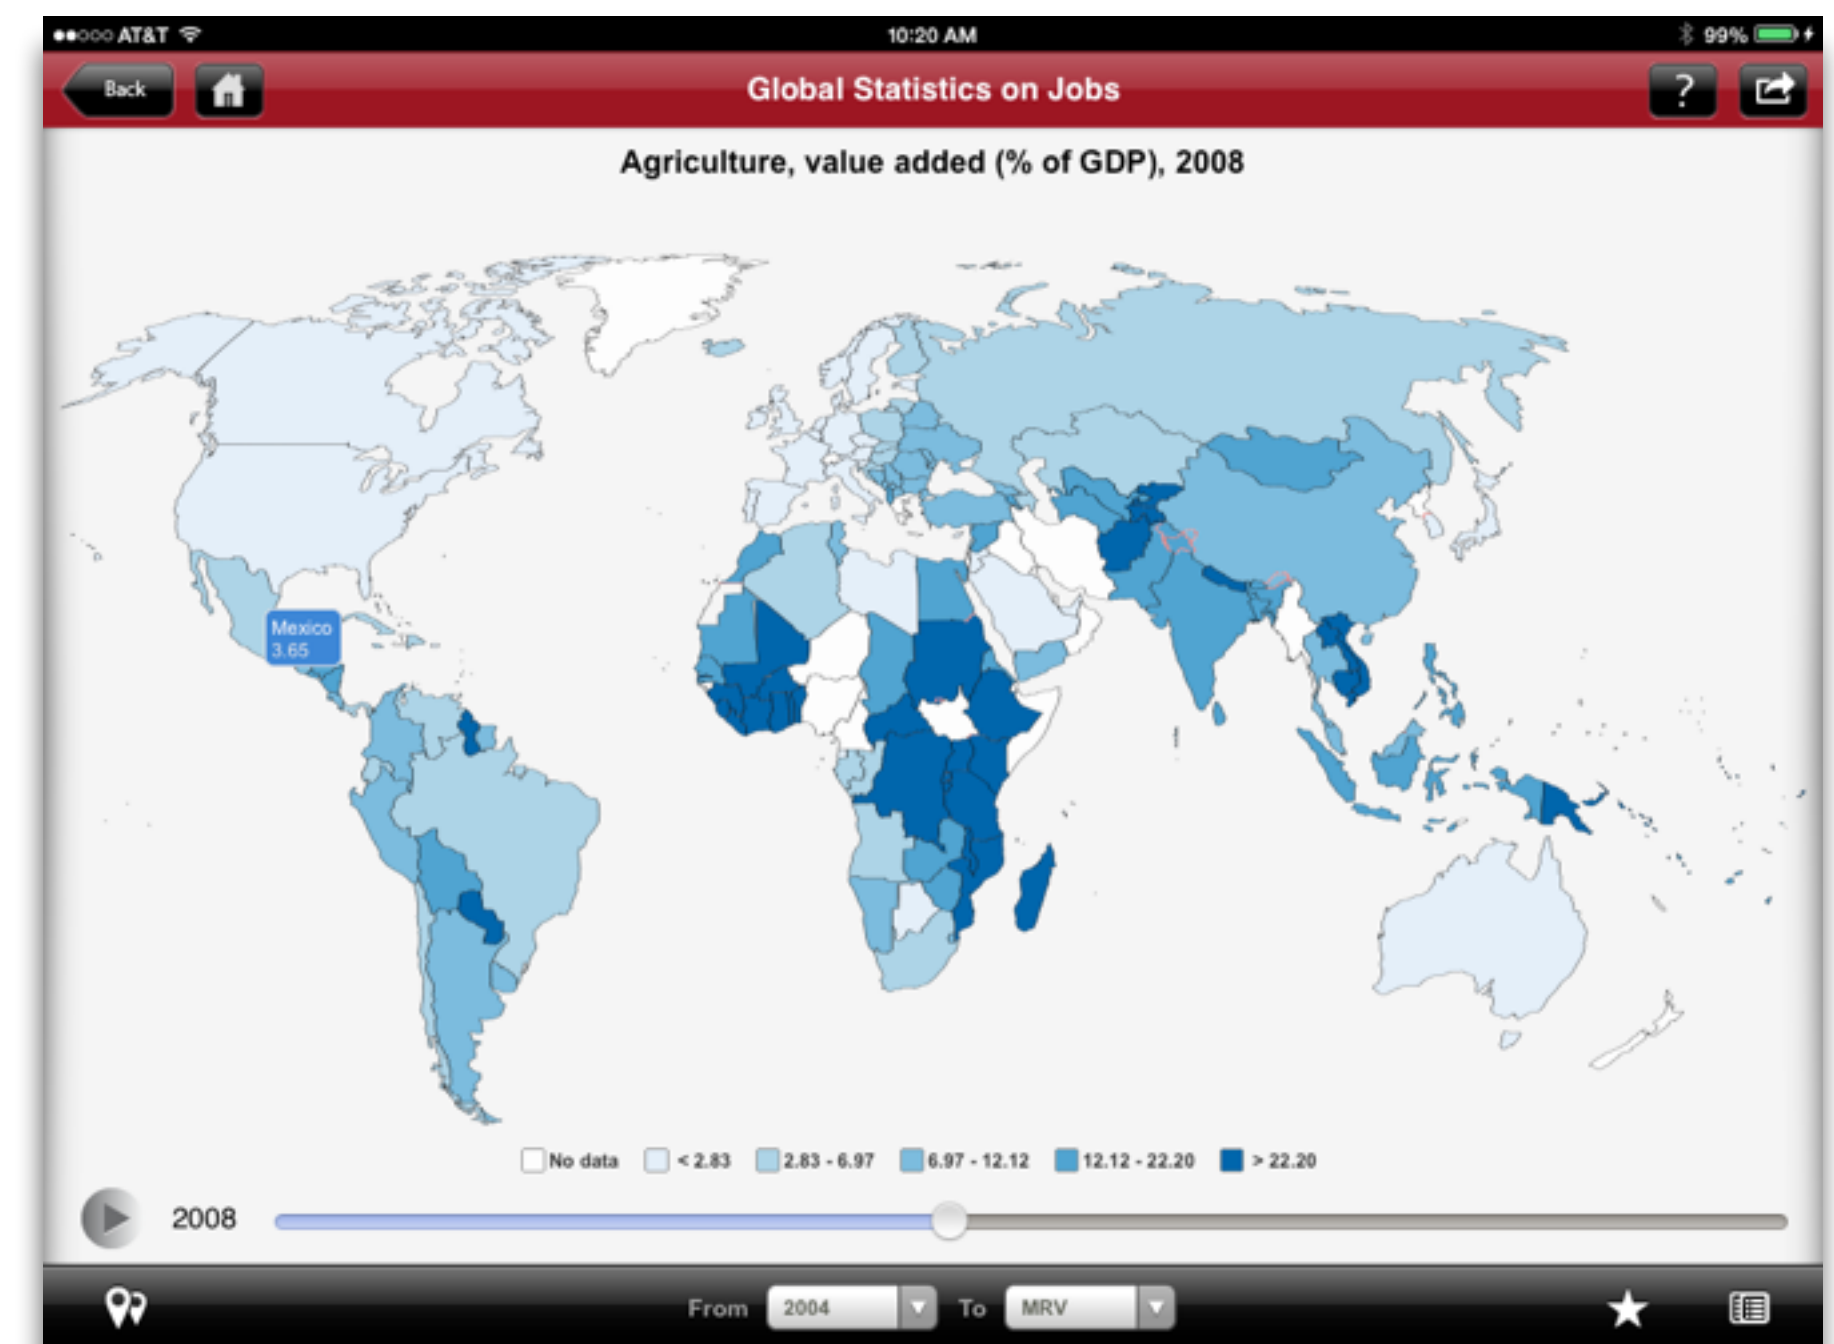 AT&T 10:20 AM 99%
Back Global Statistics on Jobs ?
Agriculture, value added (% of GDP), 2008
Mexico
3.65
No data < 2.83 2.83 - 6.97 6.97 - 12.12 12.12 - 22.20 > 22.20
2008
From 2004 To MRV